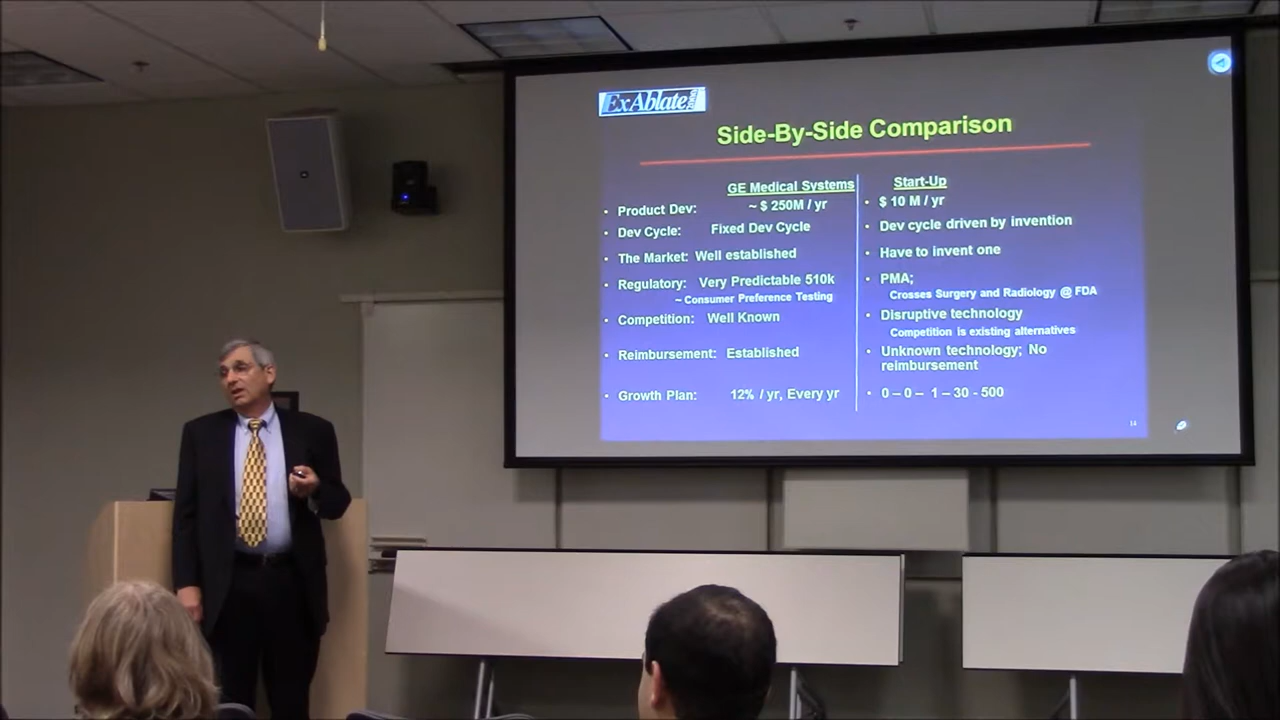 ExAblate 2000
Side-By-Side Comparison
GE Medical Systems
Start-Up
• Product Dev: ~ $ 250M / yr
• $ 10 M / yr
• Dev Cycle: Fixed Dev Cycle
• Dev cycle driven by invention
• The Market: Well established
• Have to invent one
• Regulatory: Very Predictable 510k
~ Consumer Preference Testing
• PMA;
Crosses Surgery and Radiology @ FDA
• Competition: Well Known
• Disruptive technology
Competition is existing alternatives
• Reimbursement: Established
• Unknown technology; No
reimbursement
• Growth Plan: 12% / yr, Every yr
• 0 – 0 – 1 – 30 - 500
14